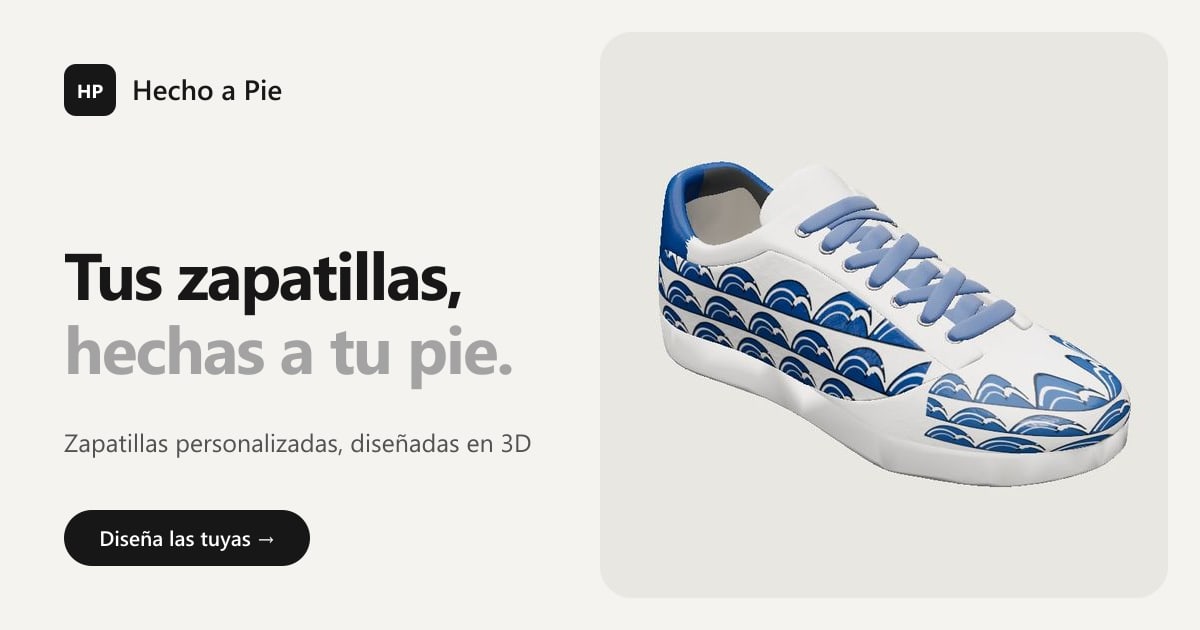 HP
Hecho a Pie
Tus zapatillas,
hechas a tu pie.
Zapatillas personalizadas, diseñadas en 3D
Diseña las tuyas →